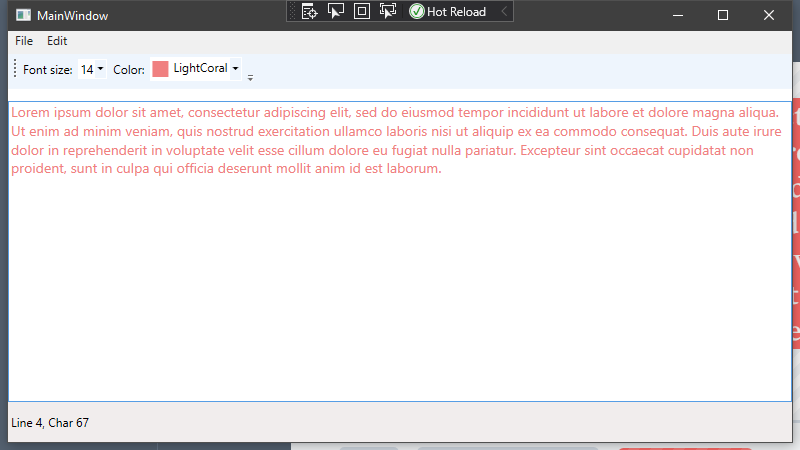 MainWindow
Hot Reload
File Edit
Font size: 14 Color: LightCoral
Lorem ipsum dolor sit amet, consectetur adipiscing elit, sed do eiusmod tempor incididunt ut labore et dolore magna aliqua.
Ut enim ad minim veniam, quis nostrud exercitation ullamco laboris nisi ut aliquip ex ea commodo consequat. Duis aute irure
dolor in reprehenderit in voluptate velit esse cillum dolore eu fugiat nulla pariatur. Excepteur sint occaecat cupidatat non
proident, sunt in culpa qui officia deserunt mollit anim id est laborum.
Line 4, Char 67